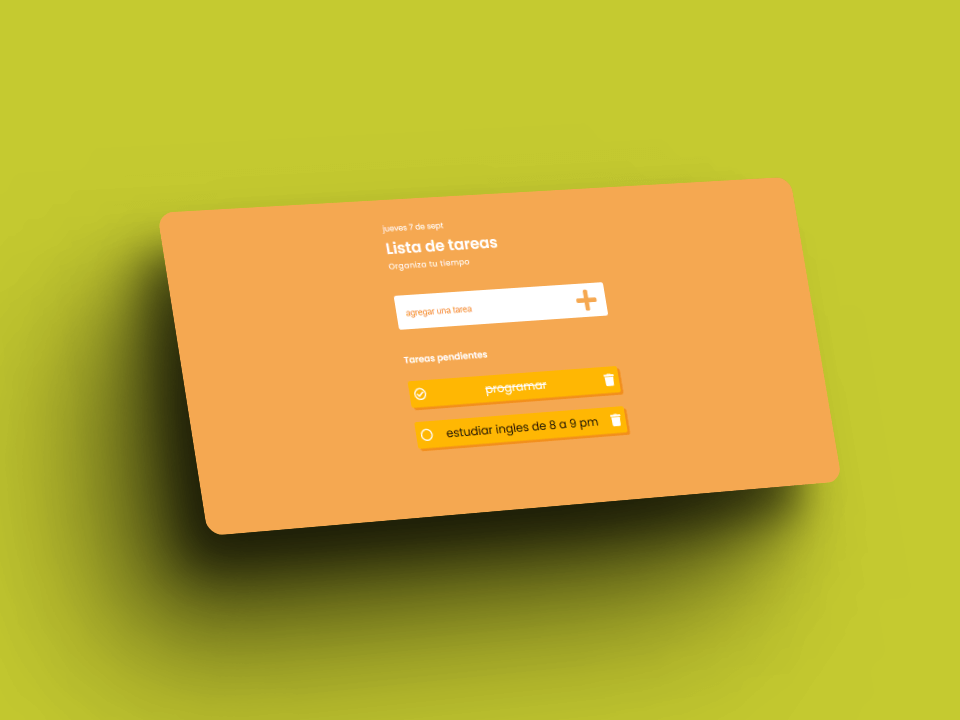 jueves 7 de sept
Lista de tareas
Organiza tu tiempo
agregar una tarea
Tareas pendientes
programar
estudiar ingles de 8 a 9 pm